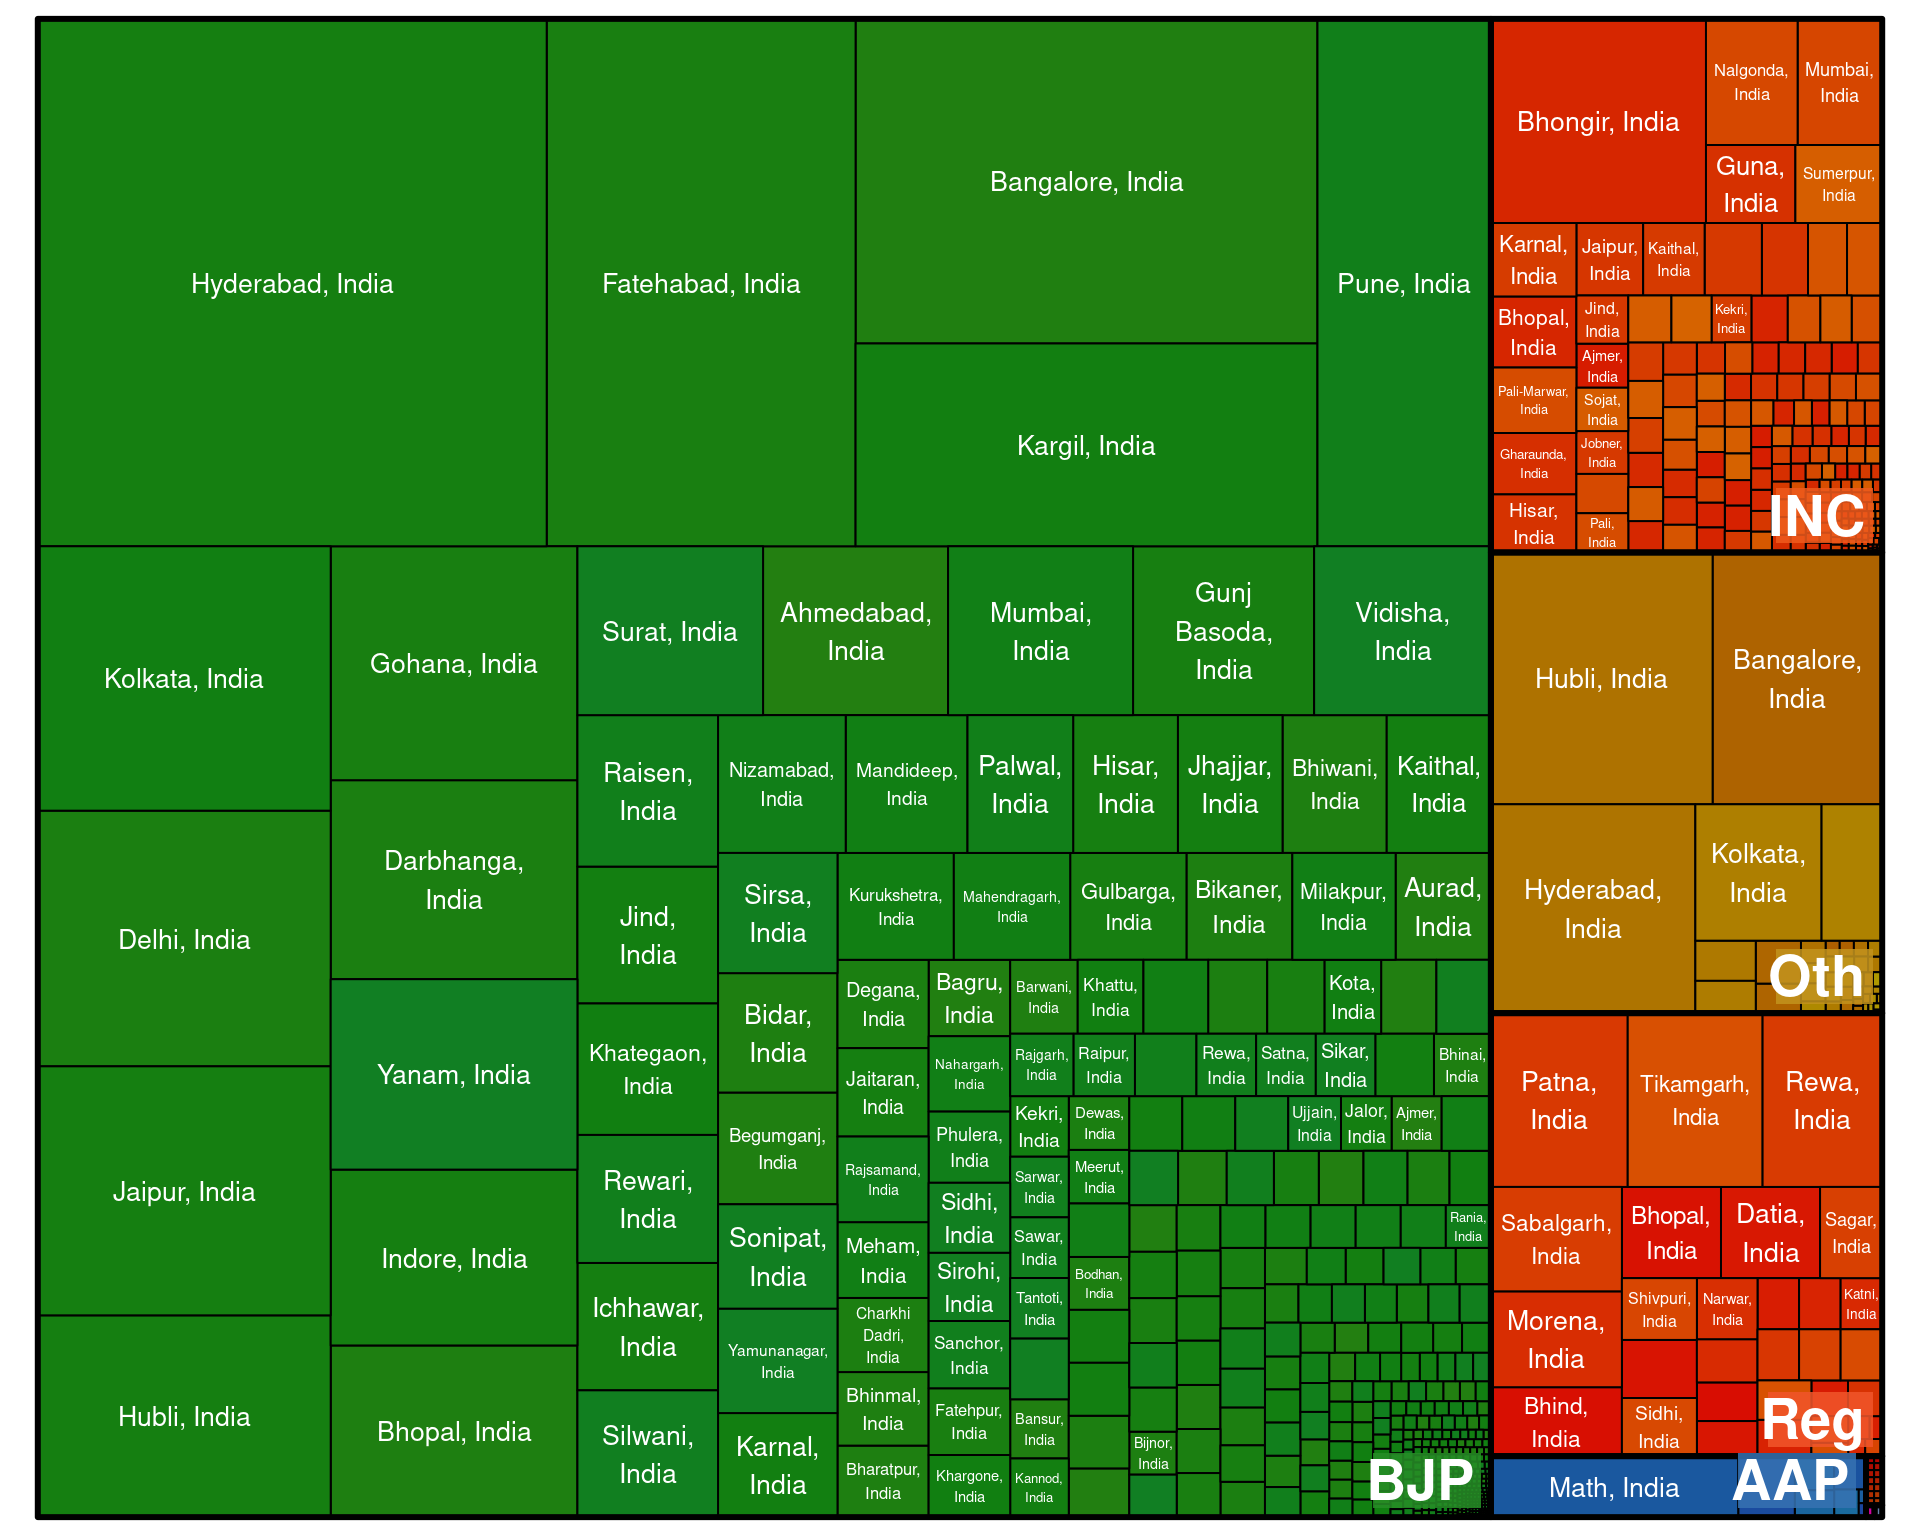 Hyderabad, India
Fatehabad, India
Bangalore, India
Kargil, India
Pune, India
Kolkata, India
Delhi, India
Jaipur, India
Hubli, India
Gohana, India
Darbhanga,
India
Yanam, India
Indore, India
Bhopal, India
Surat, India
Ahmedabad,
India
Mumbai,
India
Gunj
Basoda,
India
Vidisha,
India
Raisen,
India
Jind,
India
Khategaon,
India
Rewari,
India
Ichhawar,
India
Silwani,
India
Nizamabad,
India
Mandideep,
India
Palwal,
India
Hisar,
India
Jhajjar,
India
Bhiwani,
India
Kaithal,
India
Sirsa,
India
Bidar,
India
Begumganj,
India
Sonipat,
India
Yamunanagar,
India
Karnal,
India
Kurukshetra,
India
Mahendragarh,
India
Gulbarga,
India
Bikaner,
India
Milakpur,
India
Aurad,
India
Degana,
India
Jaitaran,
India
Rajsamand,
India
Meham,
India
Charkhi
Dadri,
India
Bhinmal,
India
Bharatpur,
India
Bagru,
India
Nahargarh,
India
Phulera,
India
Sidhi,
India
Sirohi,
India
Sanchor,
India
Fatehpur,
India
Khargone,
India
Barwani,
India
Khattu,
India
Kota,
India
Rajgarh,
India
Raipur,
India
Rewa,
India
Satna,
India
Sikar,
India
Bhinai,
India
Kekri,
India
Sarwar,
India
Sawar,
India
Tantoti,
India
Bansur,
India
Kannod,
India
Dewas,
India
Ujjain,
India
Jalor,
India
Ajmer,
India
Meerut,
India
Bodhan,
India
Rania,
India
Bijnor,
India
BJP
Bhongir, India
Nalgonda,
India
Mumbai,
India
Guna,
India
Sumerpur,
India
Karnal,
India
Jaipur,
India
Kaithal,
India
Bhopal,
India
Pali-Marwar,
India
Gharaunda,
India
Hisar,
India
Jind,
India
Kekri,
India
Ajmer,
India
Sojat,
India
Jobner,
India
Pali,
India
INC
Hubli, India
Bangalore,
India
Hyderabad,
India
Kolkata,
India
Oth
Patna,
India
Tikamgarh,
India
Rewa,
India
Sabalgarh,
India
Bhopal,
India
Datia,
India
Sagar,
India
Morena,
India
Bhind,
India
Shivpuri,
India
Narwar,
India
Katni,
India
Sidhi,
India
Reg
Math, India
AAP